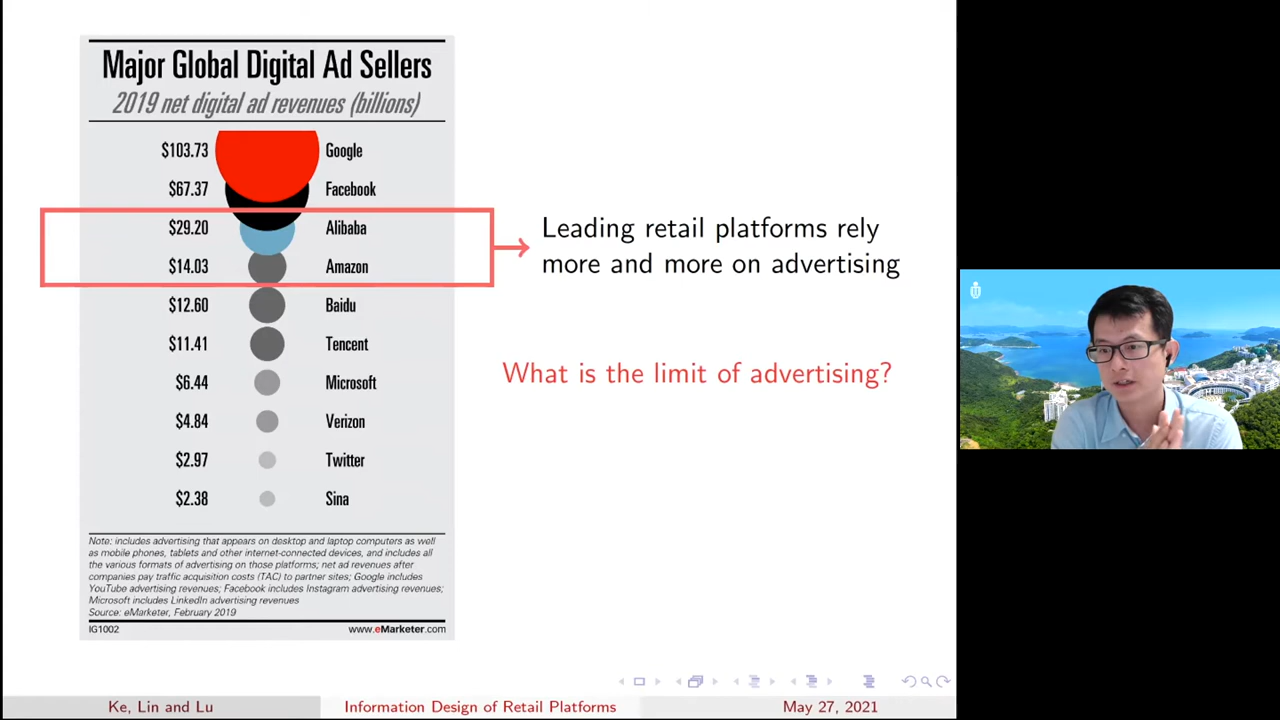 Major Global Digital Ad Sellers
2019 net digital ad revenues (billions)
$103.73 Google
$67.37 Facebook
$29.20 Alibaba
$14.03 Amazon
$12.60 Baidu
$11.41 Tencent
$6.44 Microsoft
$4.84 Verizon
$2.97 Twitter
$2.38 Sina
Note: includes advertising that appears on desktop and laptop computers as well
as mobile phones, tablets and other internet-connected devices, and includes all
the various formats of advertising on those platforms; net ad revenues after
companies pay traffic acquisition costs (TAC) to partner sites; Google includes
YouTube advertising revenues; Facebook includes Instagram advertising revenues;
Microsoft includes LinkedIn advertising revenues
Source: eMarketer, February 2019
IG1002 www.eMarketer.com
Leading retail platforms rely
more and more on advertising
What is the limit of advertising?
Ke, Lin and Lu Information Design of Retail Platforms May 27, 2021